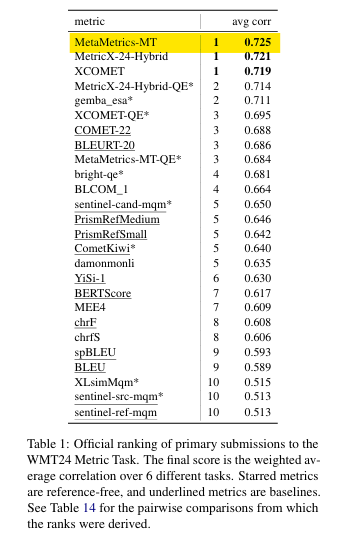 metric avg corr
MetaMetrics-MT 1 0.725
MetricX-24-Hybrid 1 0.721
XCOMET 1 0.719
MetricX-24-Hybrid-QE* 2 0.714
gemba_esa* 2 0.711
XCOMET-QE* 3 0.695
COMET-22 3 0.688
BLEURT-20 3 0.686
MetaMetrics-MT-QE* 3 0.684
bright-qe* 4 0.681
BLCOM_1 4 0.664
sentinel-cand-mqm* 5 0.650
PrismRefMedium 5 0.646
PrismRefSmall 5 0.642
CometKiwi* 5 0.640
damonmonli 5 0.635
YiSi-1 6 0.630
BERTScore 7 0.617
MEE4 7 0.609
chrF 8 0.608
chrfS 8 0.606
spBLEU 9 0.593
BLEU 9 0.589
XLsimMqm* 10 0.515
sentinel-src-mqm* 10 0.513
sentinel-ref-mqm 10 0.513
Table 1: Official ranking of primary submissions to the
WMT24 Metric Task. The final score is the weighted av-
erage correlation over 6 different tasks. Starred metrics
are reference-free, and underlined metrics are baselines.
See Table 14 for the pairwise comparisons from which
the ranks were derived.